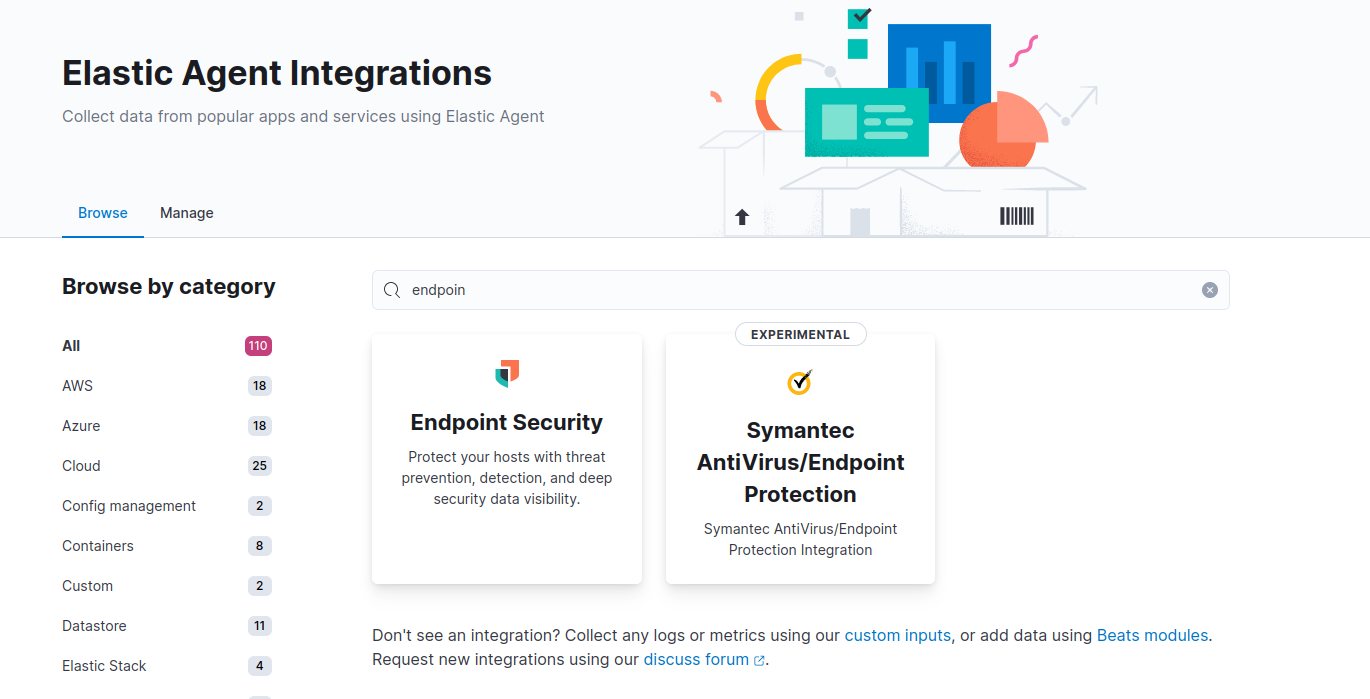 Elastic Agent Integrations
Collect data from popular apps and services using Elastic Agent
Browse
Manage
Browse by category
All 110
AWS 18
Azure 18
Cloud 25
Config management 2
Containers 8
Custom 2
Datastore 11
Elastic Stack 4
endpoin
Endpoint Security
Protect your hosts with threat
prevention, detection, and deep
security data visibility.
EXPERIMENTAL
Symantec
AntiVirus/Endpoint
Protection
Symantec AntiVirus/Endpoint
Protection Integration
Don't see an integration? Collect any logs or metrics using our custom inputs, or add data using Beats modules.
Request new integrations using our discuss forum.